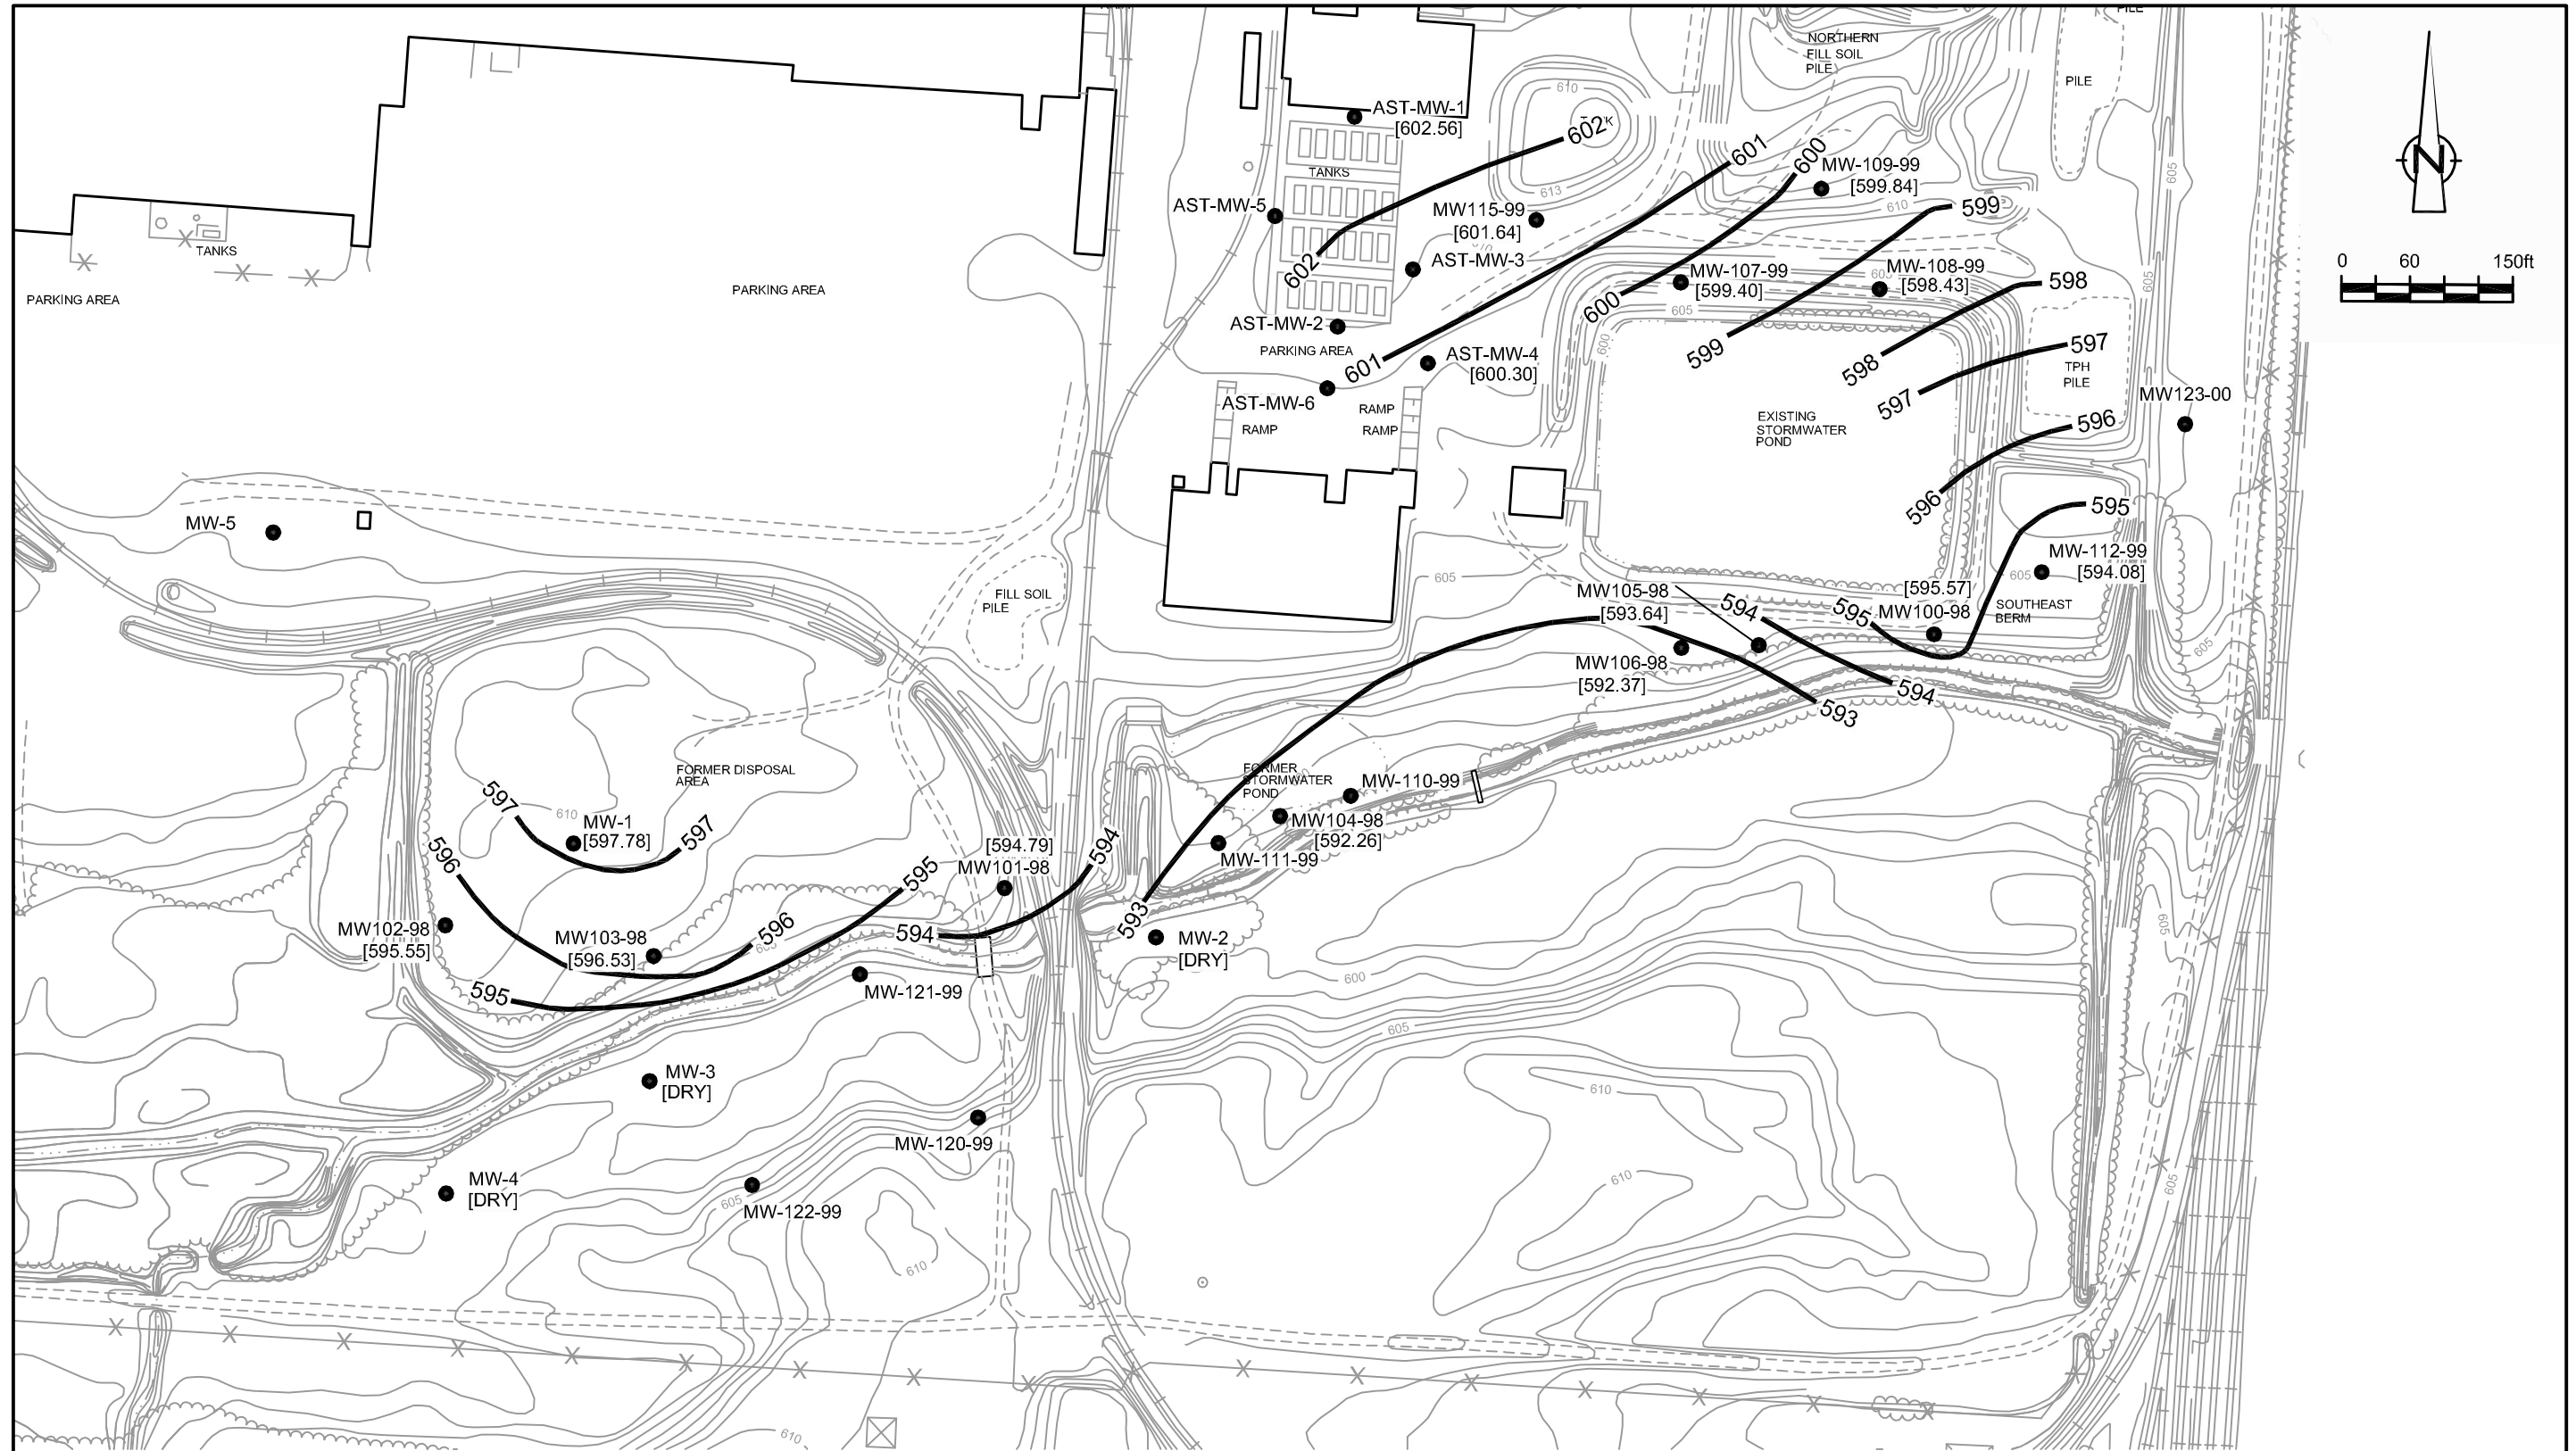 PILE
NORTHERN
FILL SOIL
PILE
PILE
610
AST-MW-1
[602.56]
602
601
600
MW-109-99
[599.84]
TANKS
613
605
N
AST-MW-5
MW115-99
[601.64]
610
599
TANKS
602
AST-MW-3
MW-107-99
[599.40]
MW-108-99
[598.43]
598
605
0 60 150ft
PARKING AREA
PARKING AREA
600
605
AST-MW-2
PARKING AREA
601
AST-MW-4
[600.30]
600
599
598
597
TPH
PILE
AST-MW-6
RAMP
RAMP
RAMP
EXISTING
STORMWATER
POND
597
MW123-00
596
596
595
MW-5
MW-112-99
[594.08]
605
605
FILL SOIL
PILE
MW105-98
[593.64]
594
595
[595.57]
MW100-98
SOUTHEAST
BERM
605
MW106-98
[592.37]
594
593
FORMER DISPOSAL
AREA
FORMER
STORMWATER
POND
MW-110-99
597
610
MW-1
[597.78]
597
MW104-98
[592.26]
MW-111-99
596
595
[594.79]
MW101-98
594
594
593
MW102-98
[595.55]
MW103-98
[596.53]
596
MW-2
[DRY]
605
595
MW-121-99
600
605
MW-3
[DRY]
610
MW-120-99
MW-4
[DRY]
605
MW-122-99
610
605
610
610